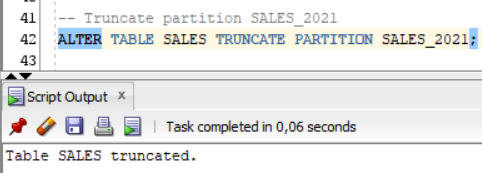 41 -- Truncate partition SALES_2021
42 ALTER TABLE SALES TRUNCATE PARTITION SALES_2021;
43
Script Output x
Task completed in 0,06 seconds
Table SALES truncated.